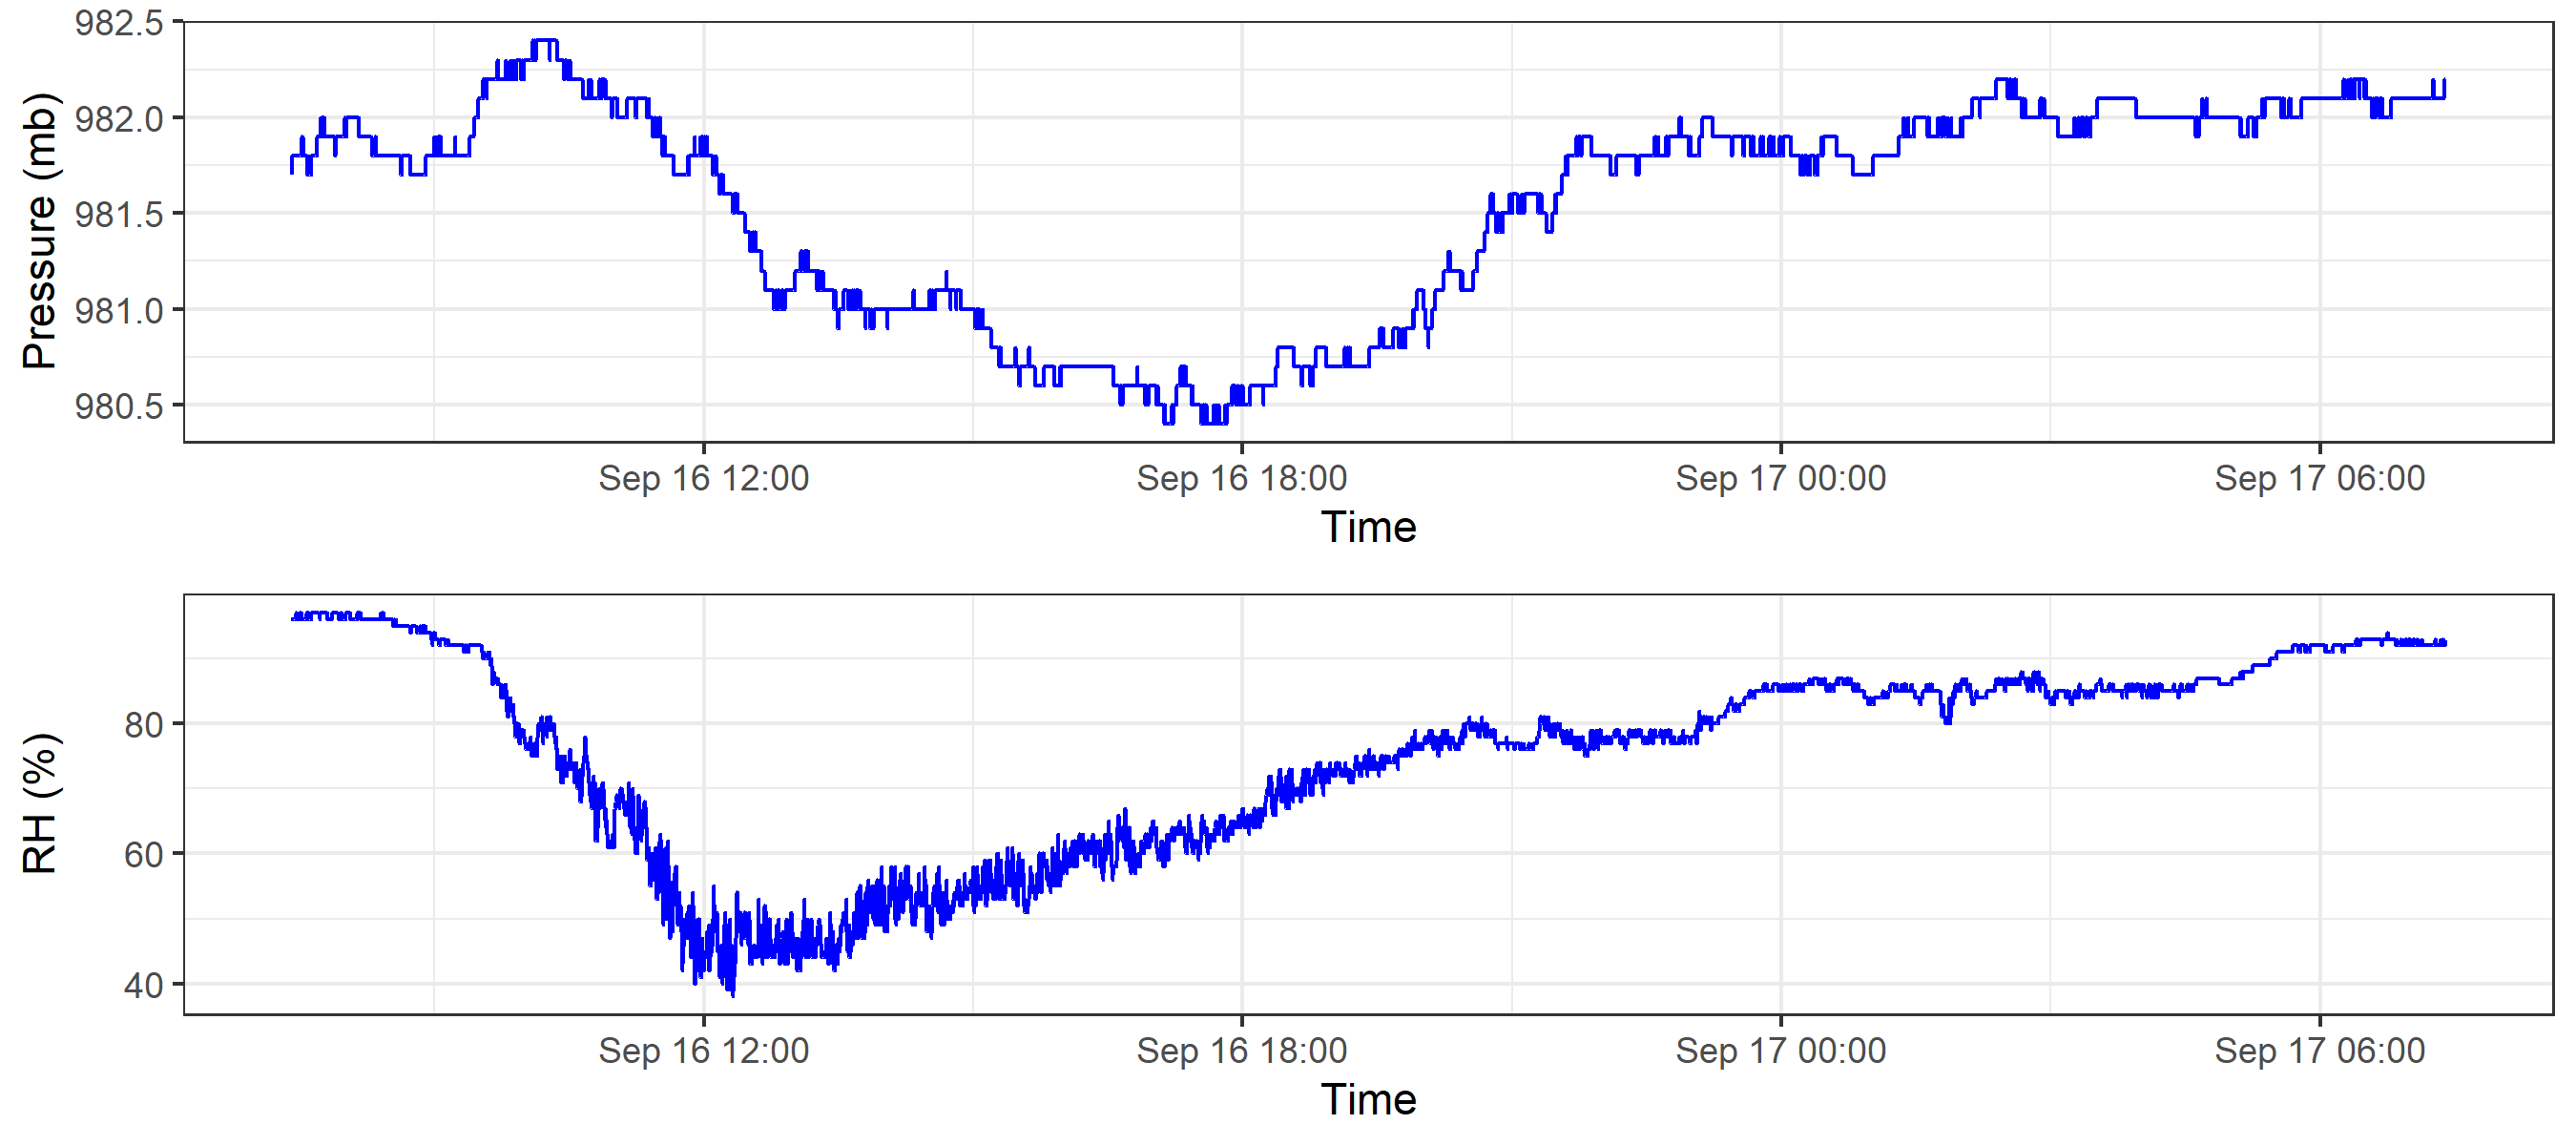 Pressure (mb)
982.5
982.0
981.5
981.0
980.5
Sep 16 12:00
Sep 16 18:00
Sep 17 00:00
Sep 17 06:00
Time
RH (%)
80
60
40
Sep 16 12:00
Sep 16 18:00
Sep 17 00:00
Sep 17 06:00
Time